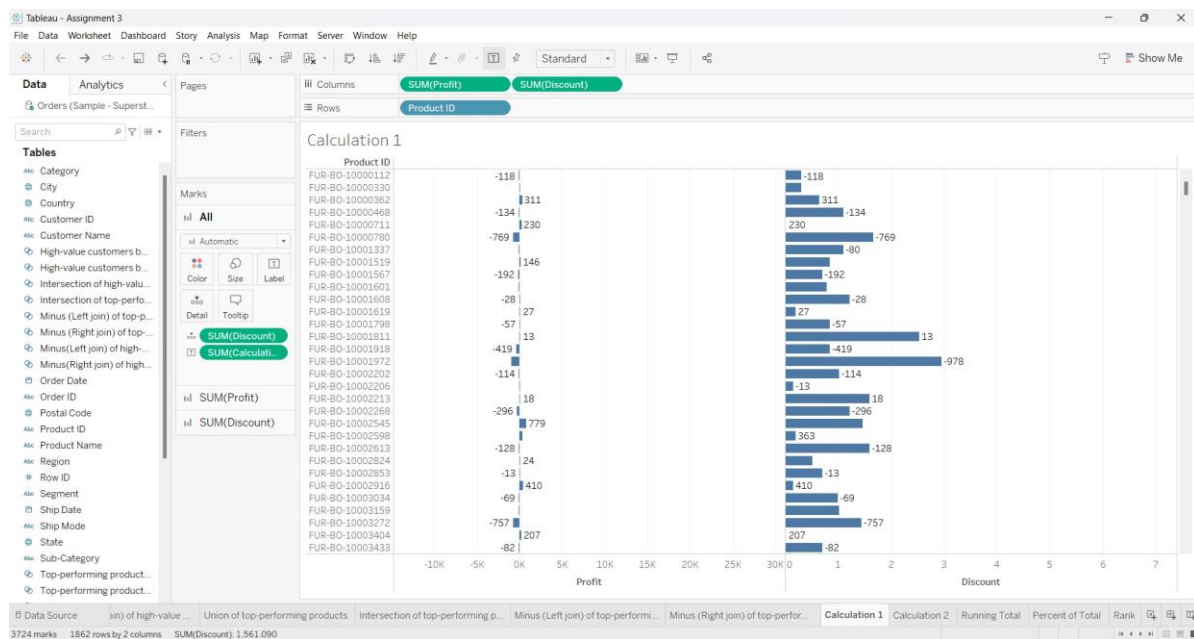 Tableau - Assignment 3
File Data Worksheet Dashboard Story Analysis Map Format Server Window Help
Standard
Show Me
Data Analytics
Orders (Sample - Superst...
Search
Tables
Abc Category
City
Country
Abc Customer ID
Abc Customer Name
High-value customers b...
High-value customers b...
Intersection of high-valu...
Intersection of top-perfo...
Minus (Left join) of top-p...
Minus (Right join) of top-...
Minus(Left join) of high-...
Minus(Right join) of high...
Order Date
Abc Order ID
Postal Code
Abc Product ID
Abc Product Name
Abc Region
# Row ID
Abc Segment
Ship Date
Abc Ship Mode
State
Abc Sub-Category
Top-performing product...
Top-performing product...
Pages
Filters
Marks
All
Automatic
Color Size Label
Detail Tooltip
SUM(Discount)
SUM(Calculati..
SUM(Profit)
SUM(Discount)
Columns SUM(Profit) SUM(Discount)
Rows Product ID
Calculation 1
Product ID
FUR-BO-10000112 -118 -118
FUR-BO-10000330
FUR-BO-10000362 311 311
FUR-BO-10000468 -134 -134
FUR-BO-10000711 230 230
FUR-BO-10000780 -769 -769
FUR-BO-10001337 -80
FUR-BO-10001519 146
FUR-BO-10001567 -192 -192
FUR-BO-10001601
FUR-BO-10001608 -28 -28
FUR-BO-10001619 27 27
FUR-BO-10001798 -57 -57
FUR-BO-10001811 13 13
FUR-BO-10001918 -419 -419
FUR-BO-10001972 -978
FUR-BO-10002202 -114 -114
FUR-BO-10002206 -13
FUR-BO-10002213 18 18
FUR-BO-10002268 -296 -296
FUR-BO-10002545 779
FUR-BO-10002598 363
FUR-BO-10002613 -128 -128
FUR-BO-10002824 24
FUR-BO-10002853 -13 -13
FUR-BO-10002916 410 410
FUR-BO-10003034 -69 -69
FUR-BO-10003159
FUR-BO-10003272 -757 -757
FUR-BO-10003404 207 207
FUR-BO-10003433 -82 -82
-10K -5K 0K 5K 10K 15K 20K 25K 30K 0 1 2 3 4 5 6 7
Profit Discount
Data Source in) of high-value ... Union of top-performing products Intersection of top-performing p... Minus (Left join) of top-performi... Minus (Right join) of top-perfor... Calculation 1 Calculation 2 Running Total Percent of Total Rank
3724 marks 1862 rows by 2 columns SUM(Discount): 1.561.090